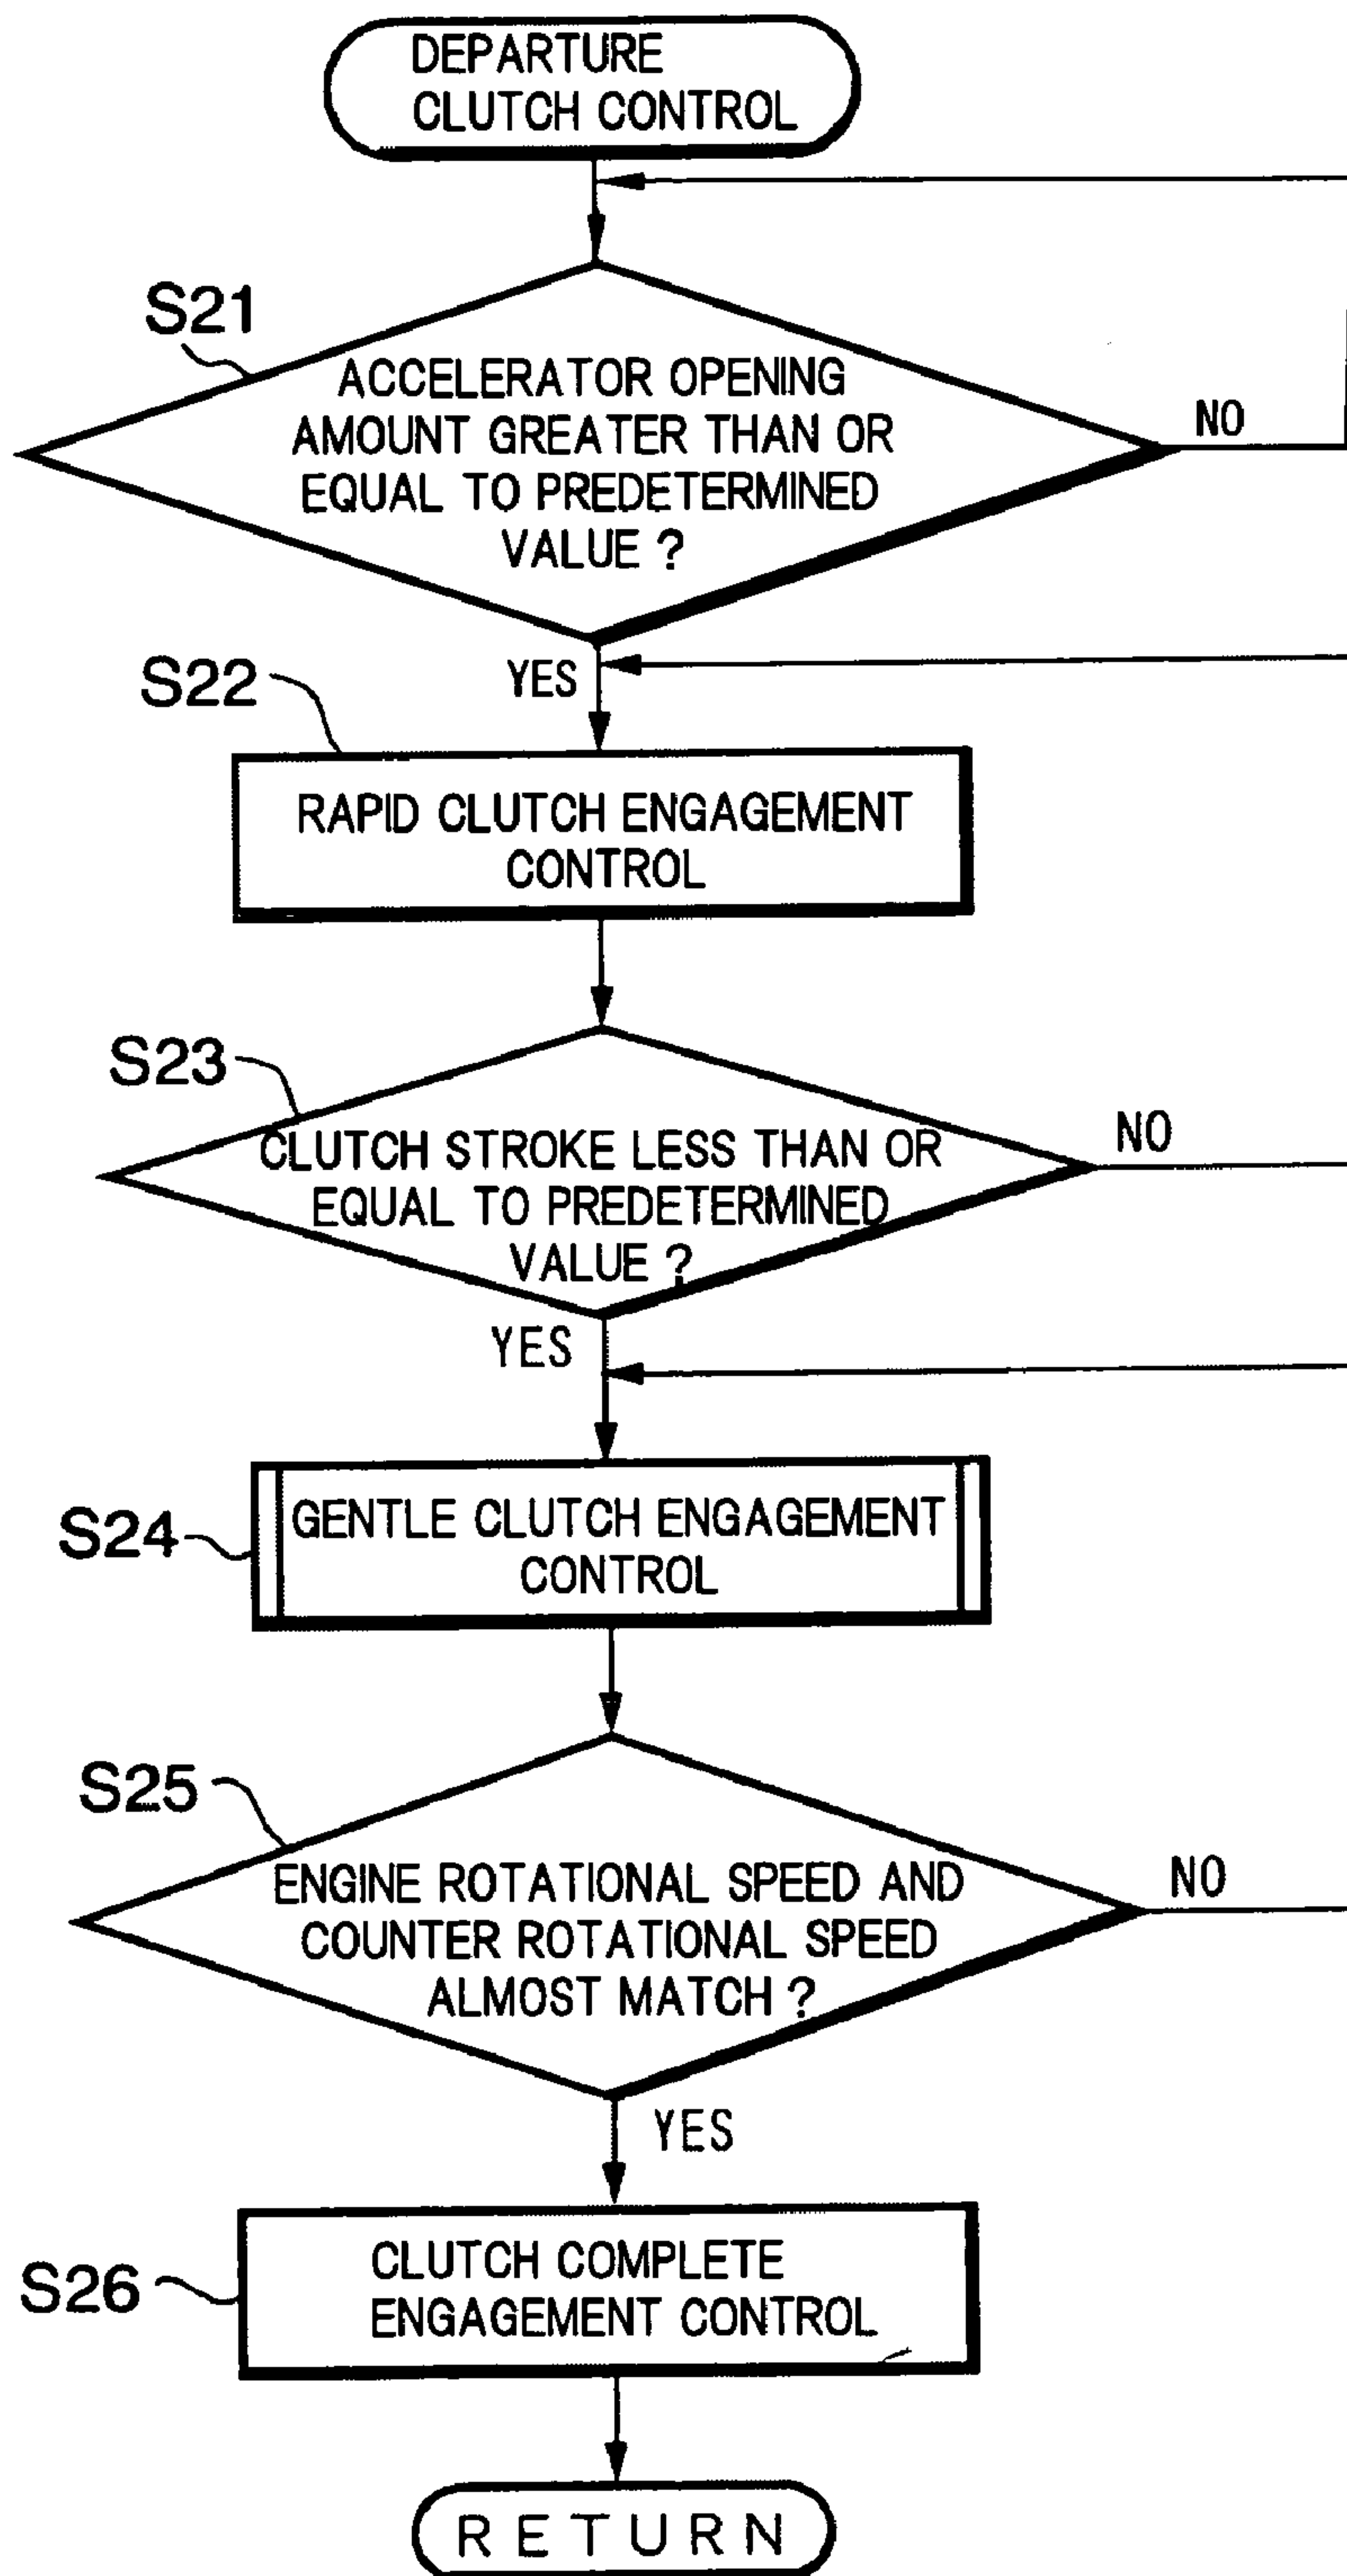 DEPARTURE
CLUTCH CONTROL
S21
ACCELERATOR OPENING
AMOUNT GREATER THAN OR
EQUAL TO PREDETERMINED
VALUE ?
NO
YES
S22
RAPID CLUTCH ENGAGEMENT
CONTROL
S23
CLUTCH STROKE LESS THAN OR
EQUAL TO PREDETERMINED
VALUE ?
NO
YES
S24
GENTLE CLUTCH ENGAGEMENT
CONTROL
S25
ENGINE ROTATIONAL SPEED AND
COUNTER ROTATIONAL SPEED
ALMOST MATCH ?
NO
YES
S26
CLUTCH COMPLETE
ENGAGEMENT CONTROL
RETURN